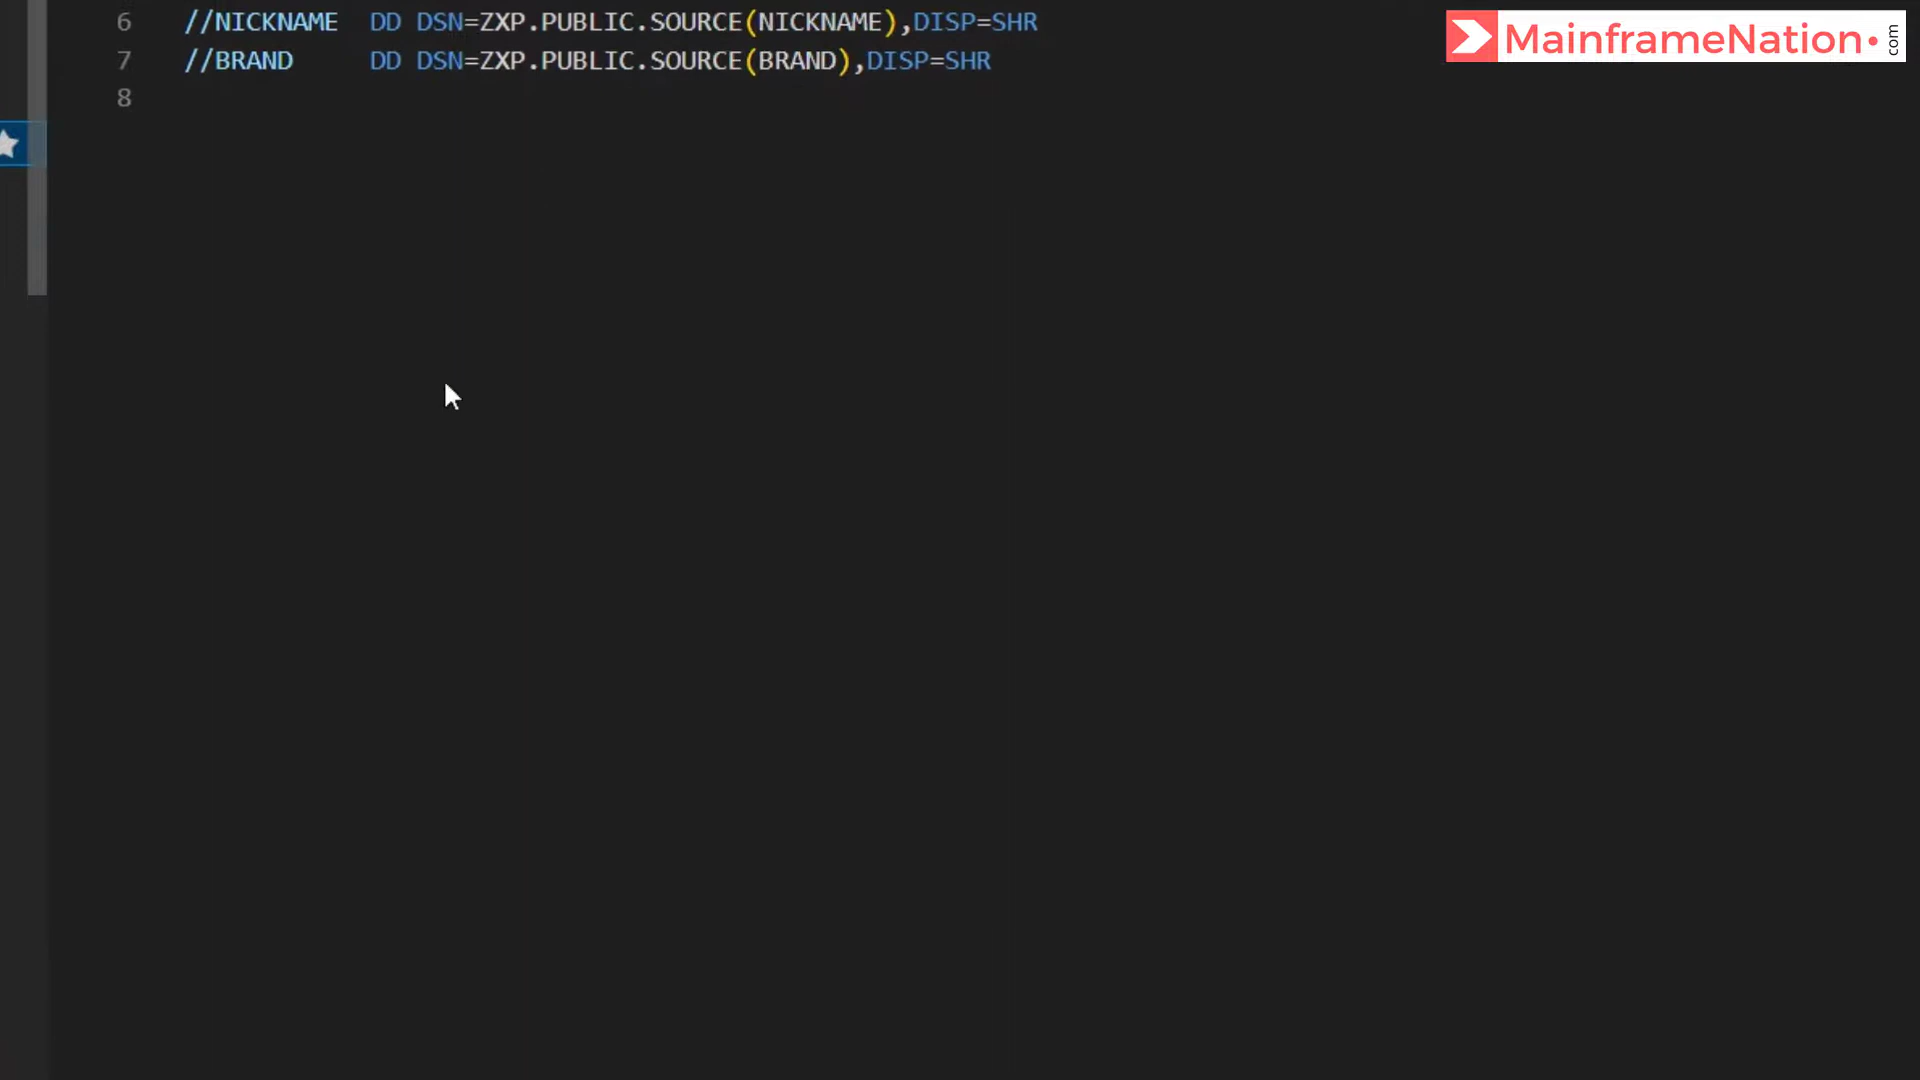 6 //NICKNAME  DD DSN=ZXP.PUBLIC.SOURCE(NICKNAME),DISP=SHR
7 //BRAND     DD DSN=ZXP.PUBLIC.SOURCE(BRAND),DISP=SHR
8
MainframeNation.com